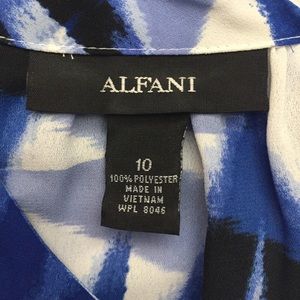 ALFANI
10
100% POLYESTER
MADE IN
VIETNAM
WPL 8046